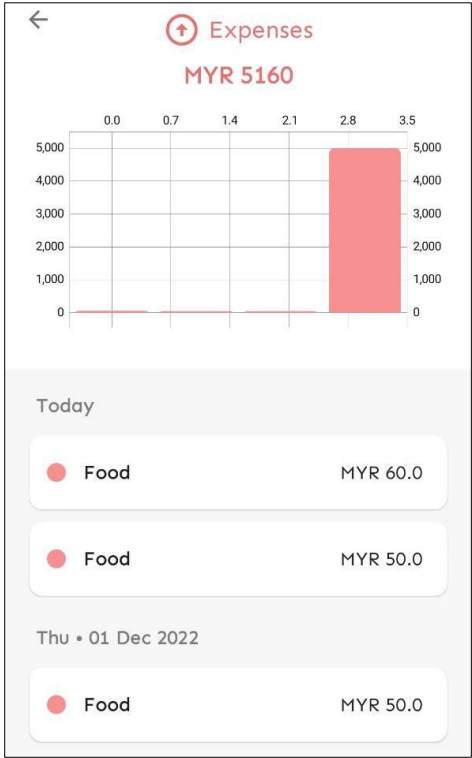 Expenses
MYR 5160
0.0 0.7 1.4 2.1 2.8 3.5
5,000 5,000
4,000 4,000
3,000 3,000
2,000 2,000
1,000 1,000
0 0
Today
Food MYR 60.0
Food MYR 50.0
Thu • 01 Dec 2022
Food MYR 50.0